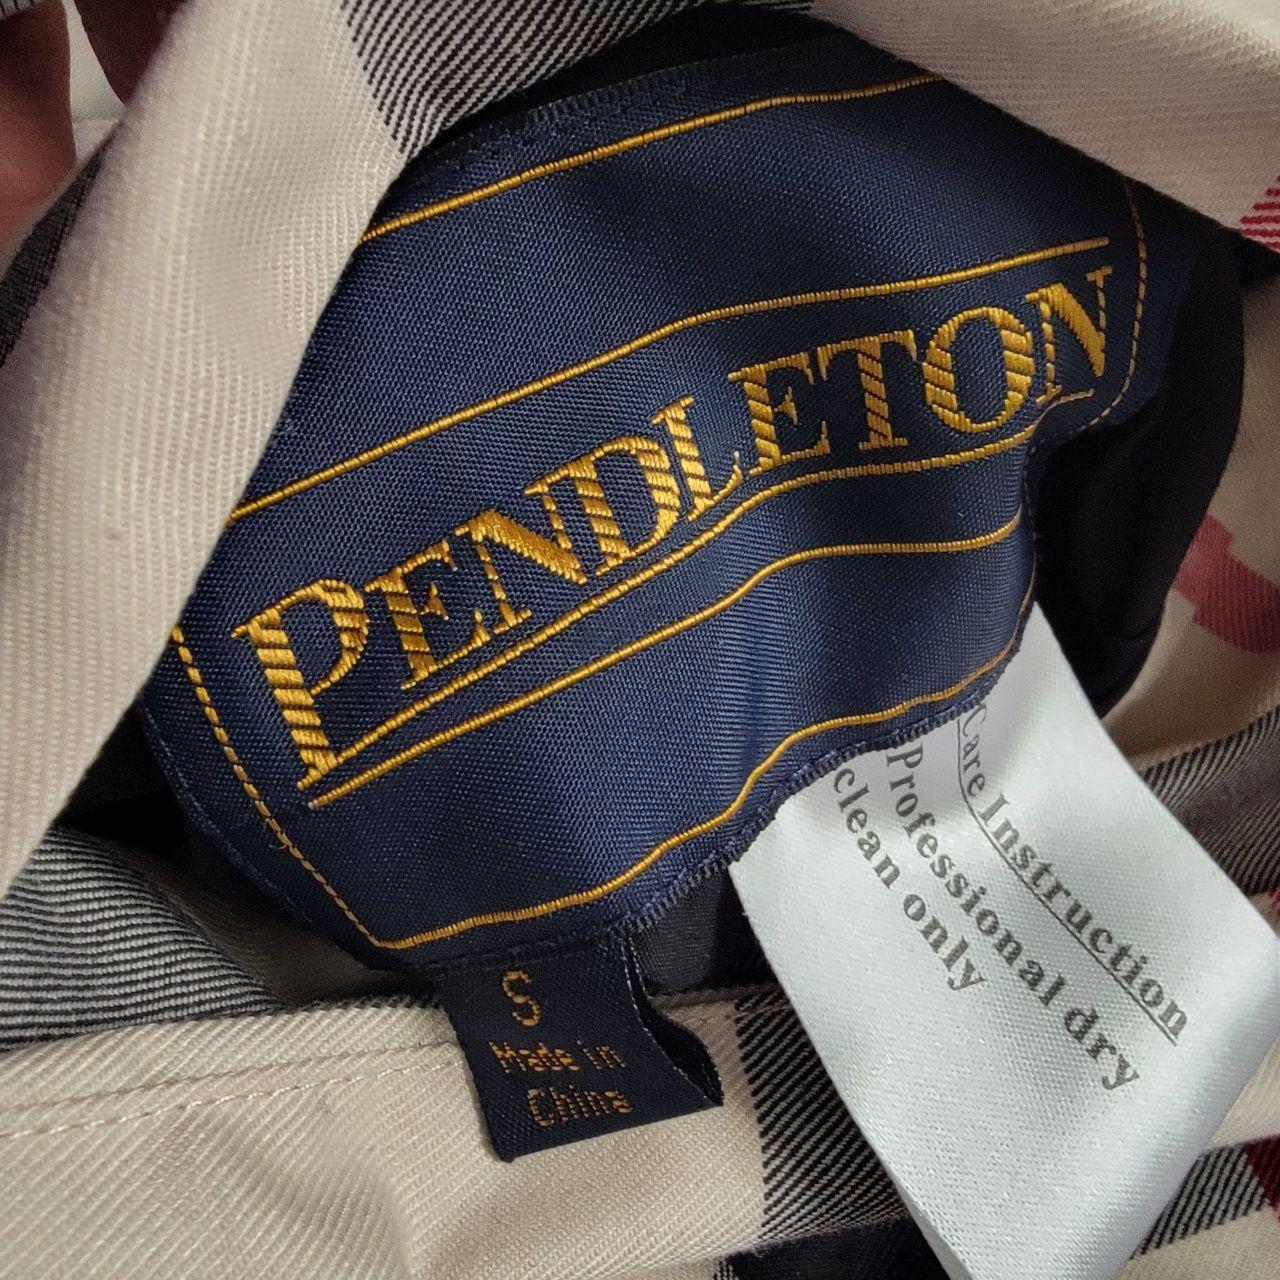 PENDLETON
S
Made in
China
Care Instruction
Professional dry
clean only